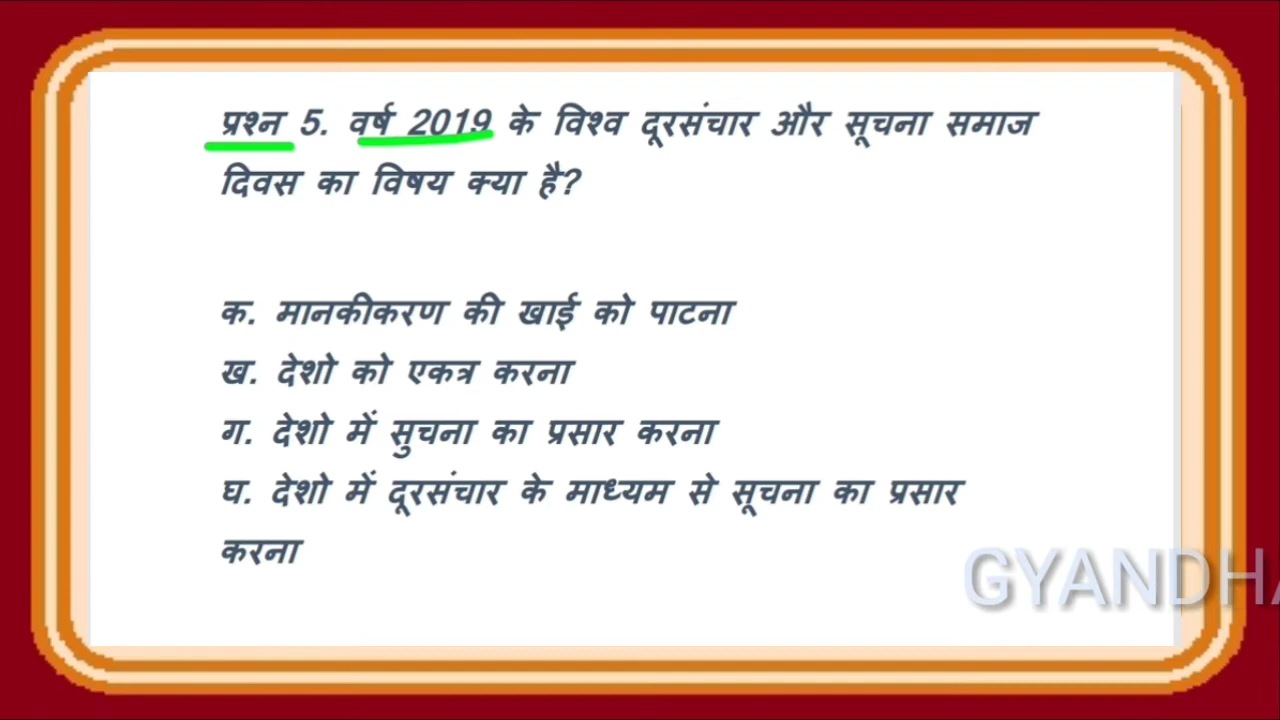 प्रश्न 5. वर्ष 2019 के विश्व दूरसंचार और सूचना समाज
दिवस का विषय क्या है?
क. मानकीकरण की खाई को पाटना
ख. देशो को एकत्र करना
ग. देशो में सुचना का प्रसार करना
घ. देशो में दूरसंचार के माध्यम से सूचना का प्रसार
करना
GYANDHA